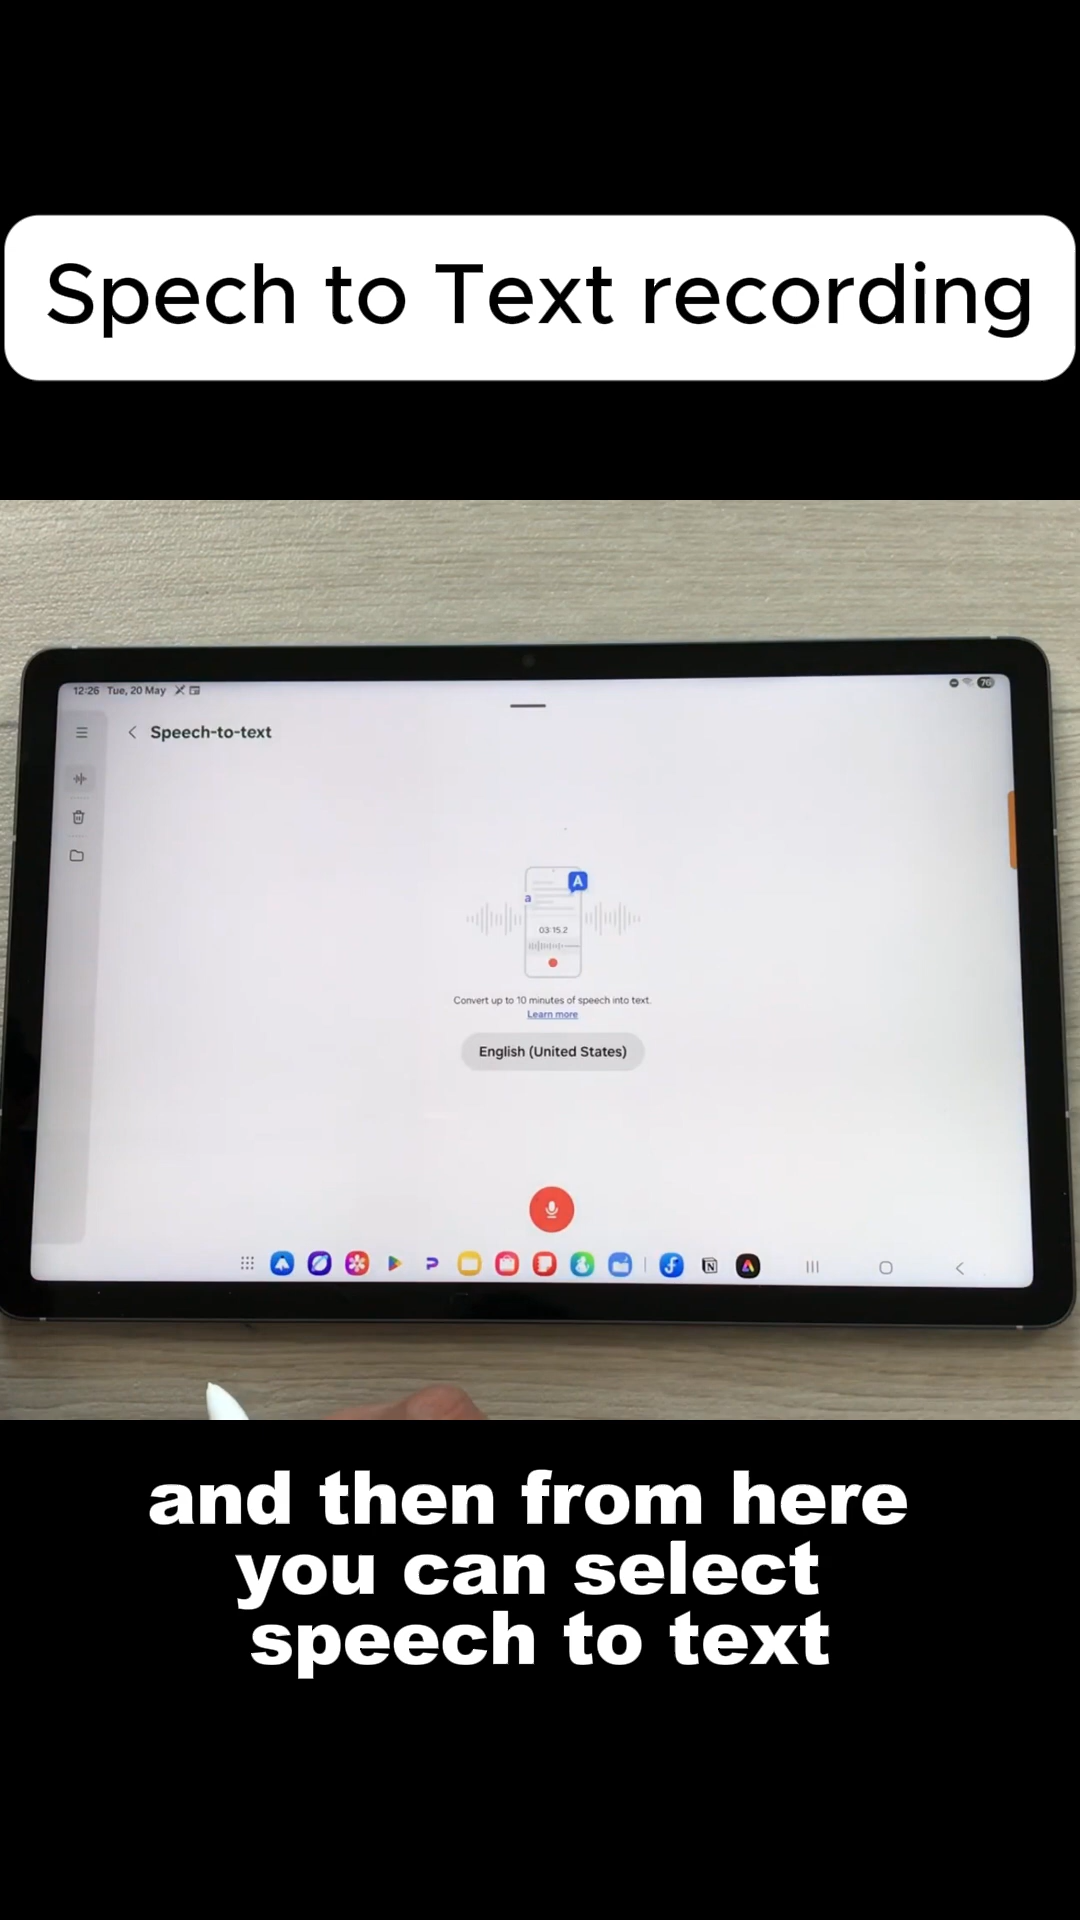 Spech to Text recording
12:26 Tue, 20 May
76
Speech-to-text
A
a
03:15.2
Convert up to 10 minutes of speech into text.
Learn more
English (United States)
and then from here
you can select
speech to text